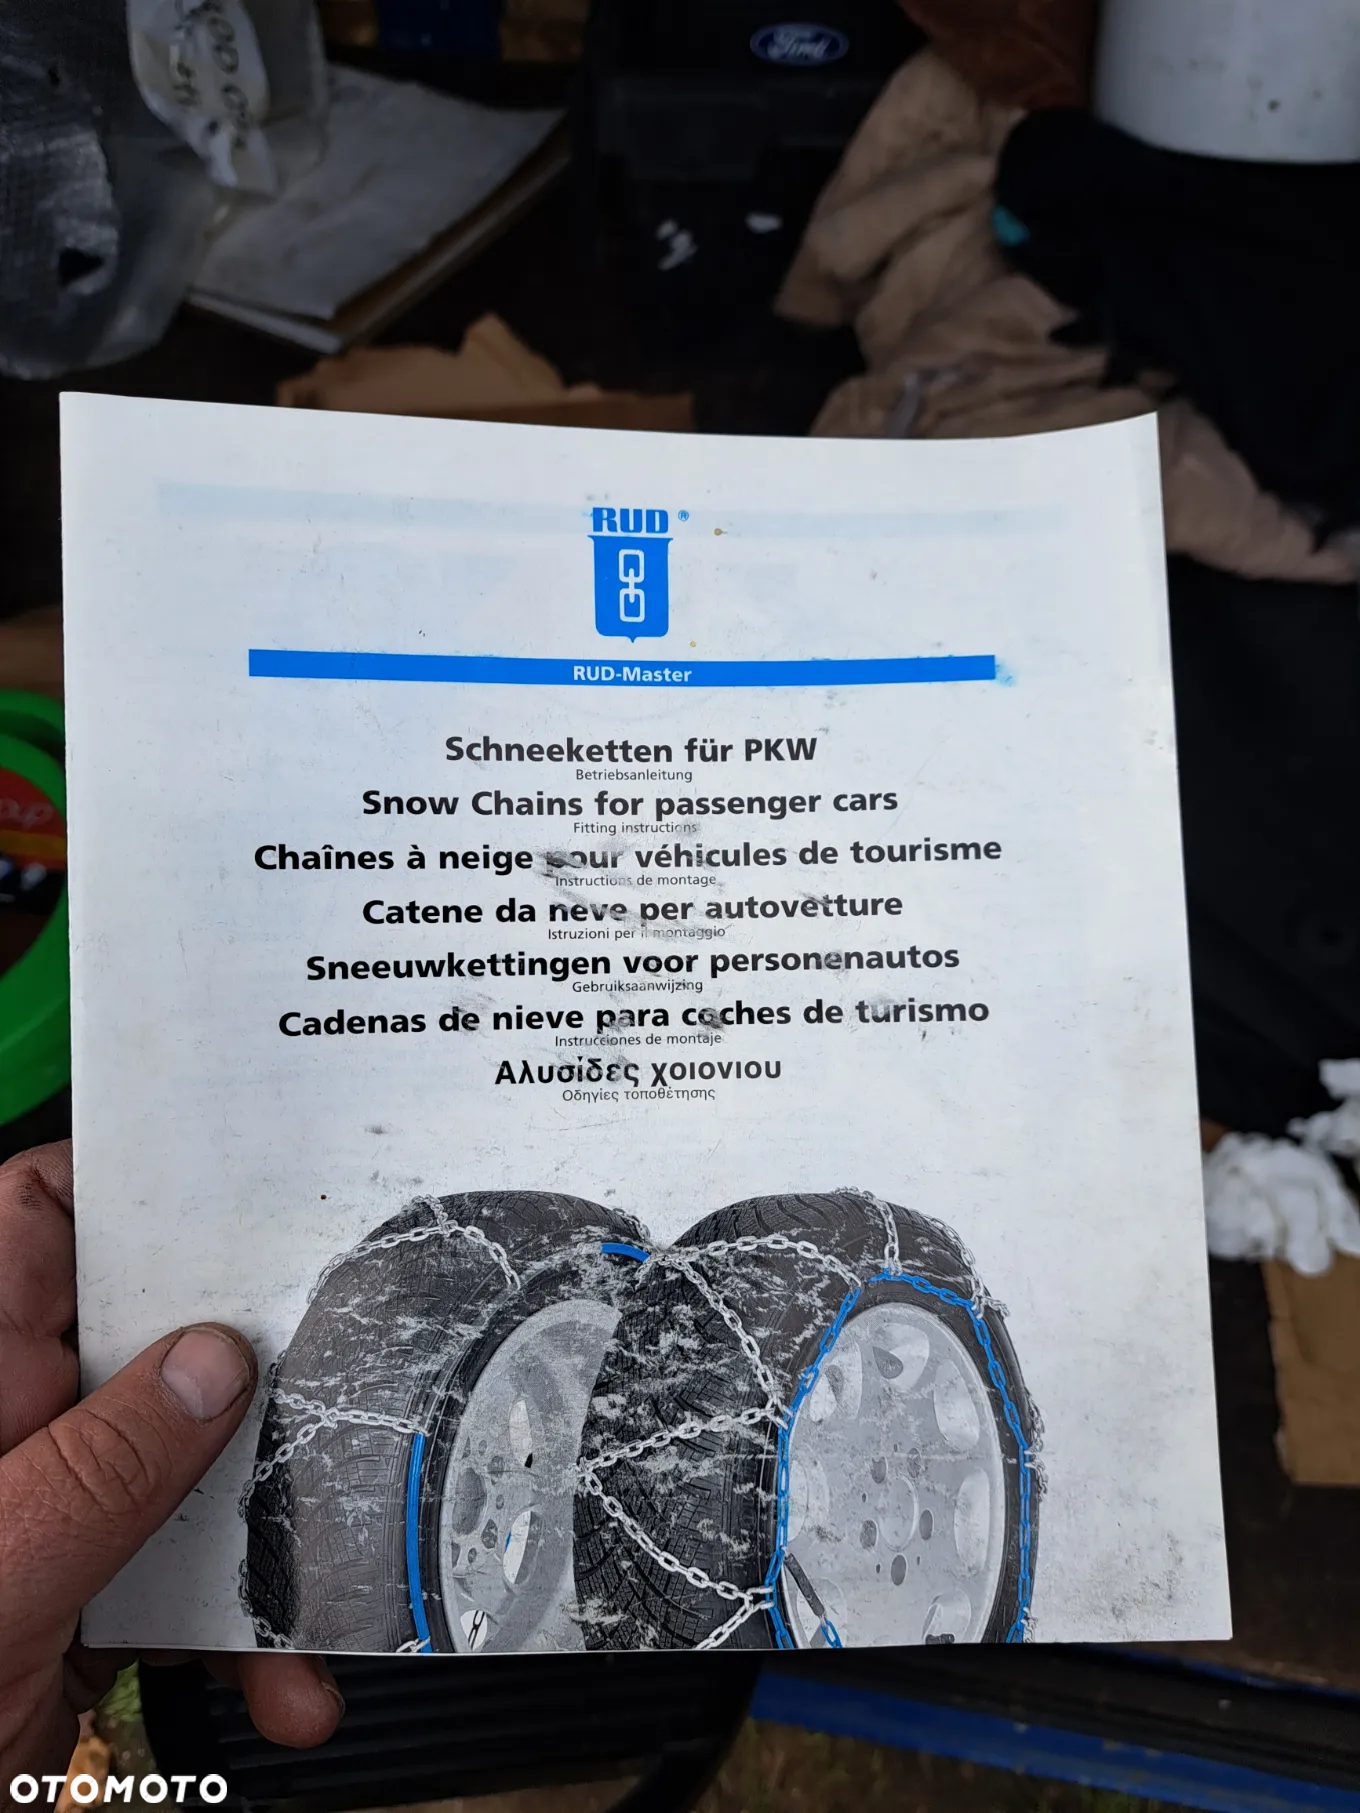 Ford
RUD®
RUD-Master
Schneeketten für PKW
Betriebsanleitung
Snow Chains for passenger cars
Fitting instructions
Chaînes à neige pour véhicules de tourisme
Instructions de montage
Catene da neve per autovetture
Istruzioni per il montaggio
Sneeuwkettingen voor personenautos
Gebruiksaanwijzing
Cadenas de nieve para coches de turismo
Instrucciones de montaje
Αλυσίδες χοιονιου
Οδηγίες τοποθέτησης
OTOMOTO